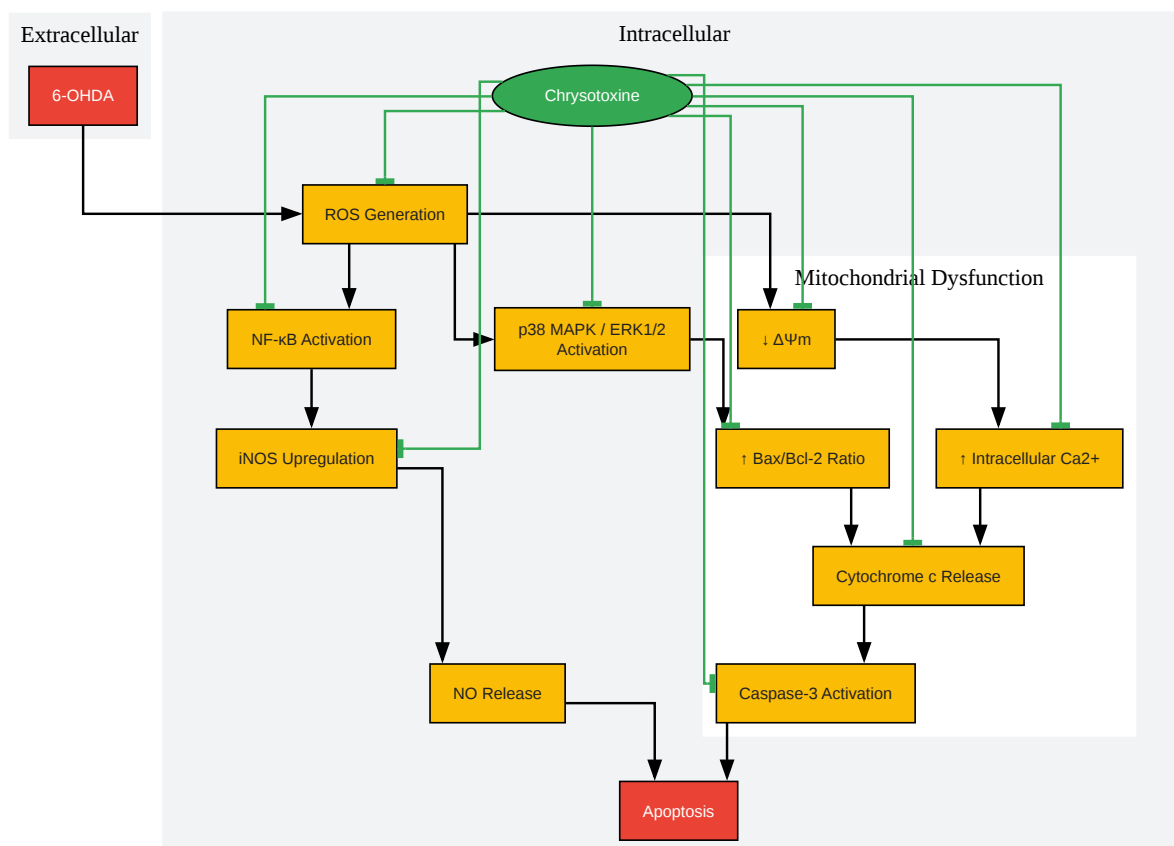 Extracellular
Intracellular
6-OHDA
Chrysotoxine
ROS Generation
Mitochondrial Dysfunction
NF-κB Activation
p38 MAPK / ERK1/2
Activation
↓ ΔΨm
iNOS Upregulation
↑ Bax/Bcl-2 Ratio
↑ Intracellular Ca2+
Cytochrome c Release
NO Release
Caspase-3 Activation
Apoptosis